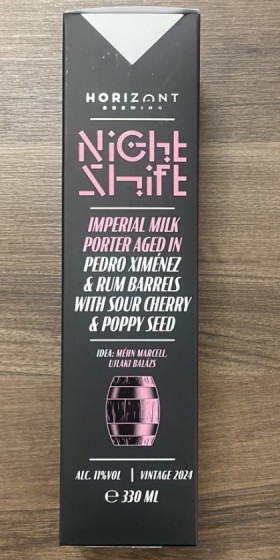 HORIZONT
BREWING
NiGHt
SHiFt
IMPERIAL MILK
PORTER AGED IN
PEDRO XIMÉNEZ
& RUM BARRELS
WITH SOUR CHERRY
& POPPY SEED
IDEA: MÉHN MARCELL,
UJLAKI BALÁZS
ALC. 11%VOL | VINTAGE 2024
℮ 330 ML